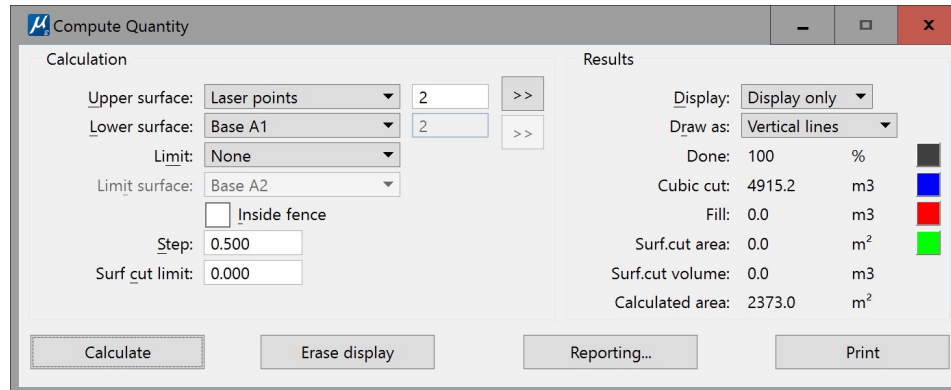 Compute Quantity
Calculation
Upper surface: Laser points 2 >>
Lower surface: Base A1 2 >>
Limit: None
Limit surface: Base A2
Inside fence
Step: 0.500
Surf cut limit: 0.000
Results
Display: Display only
Draw as: Vertical lines
Done: 100 %
Cubic cut: 4915.2 m3
Fill: 0.0 m3
Surf.cut area: 0.0 m²
Surf.cut volume: 0.0 m3
Calculated area: 2373.0 m²
Calculate Erase display Reporting... Print